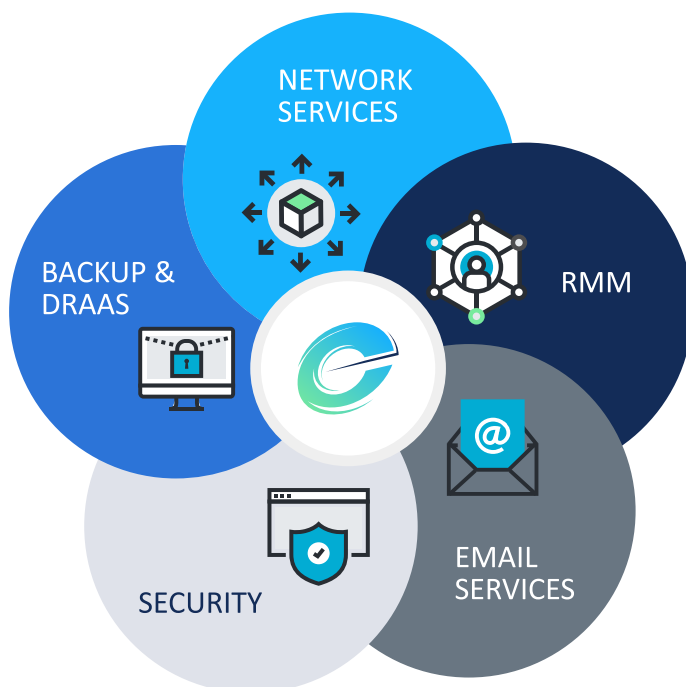 NETWORK
SERVICES
BACKUP &
DRAAS
RMM
@
EMAIL
SERVICES
SECURITY